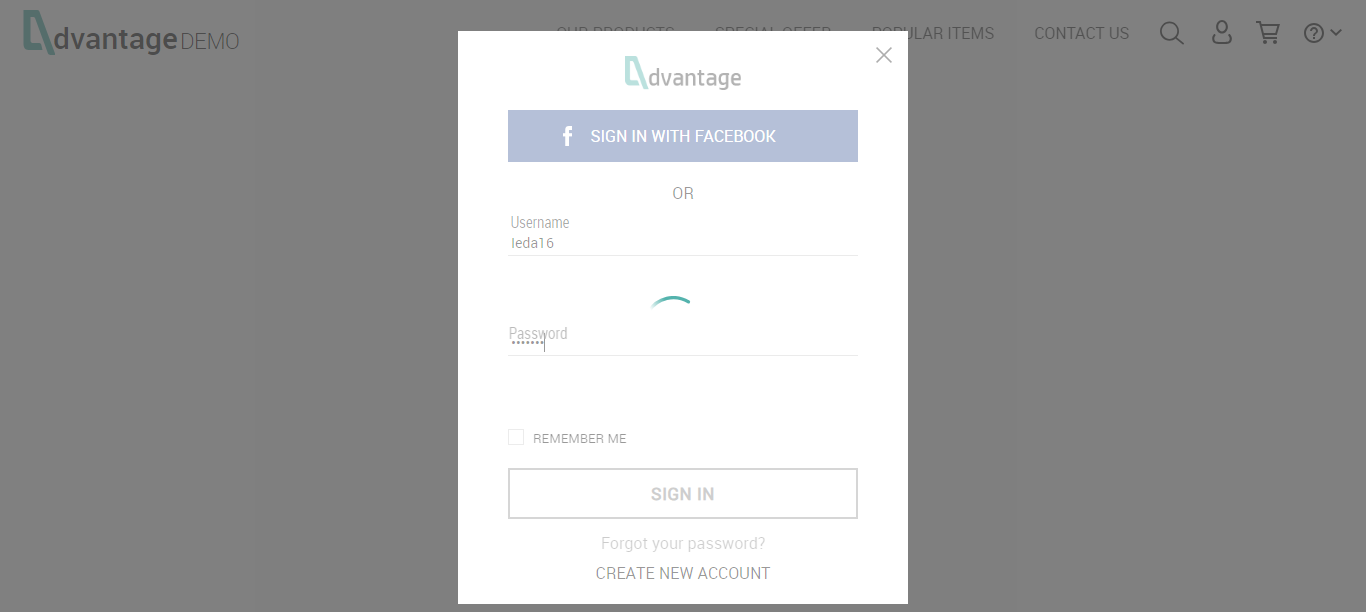 dvantage DEMO
OUR PRODUCTS SPECIAL OFFER POPULAR ITEMS CONTACT US
dvantage
f SIGN IN WITH FACEBOOK
OR
Username
Ieda16
Password
•••••••
REMEMBER ME
SIGN IN
Forgot your password?
CREATE NEW ACCOUNT